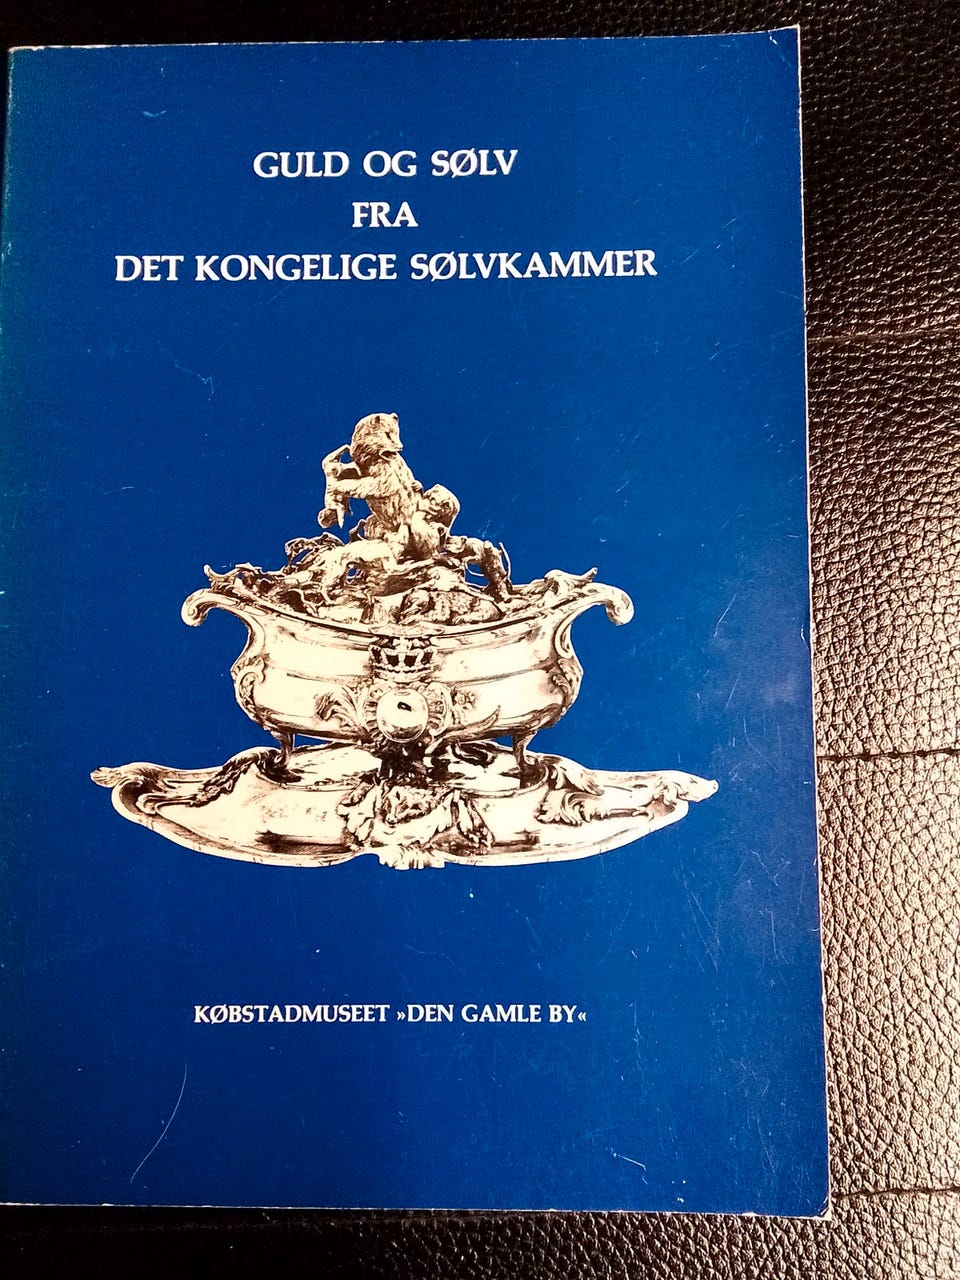 GULD OG SØLV
FRA
DET KONGELIGE SØLVKAMMER
KØBSTADMUSEET »DEN GAMLE BY«